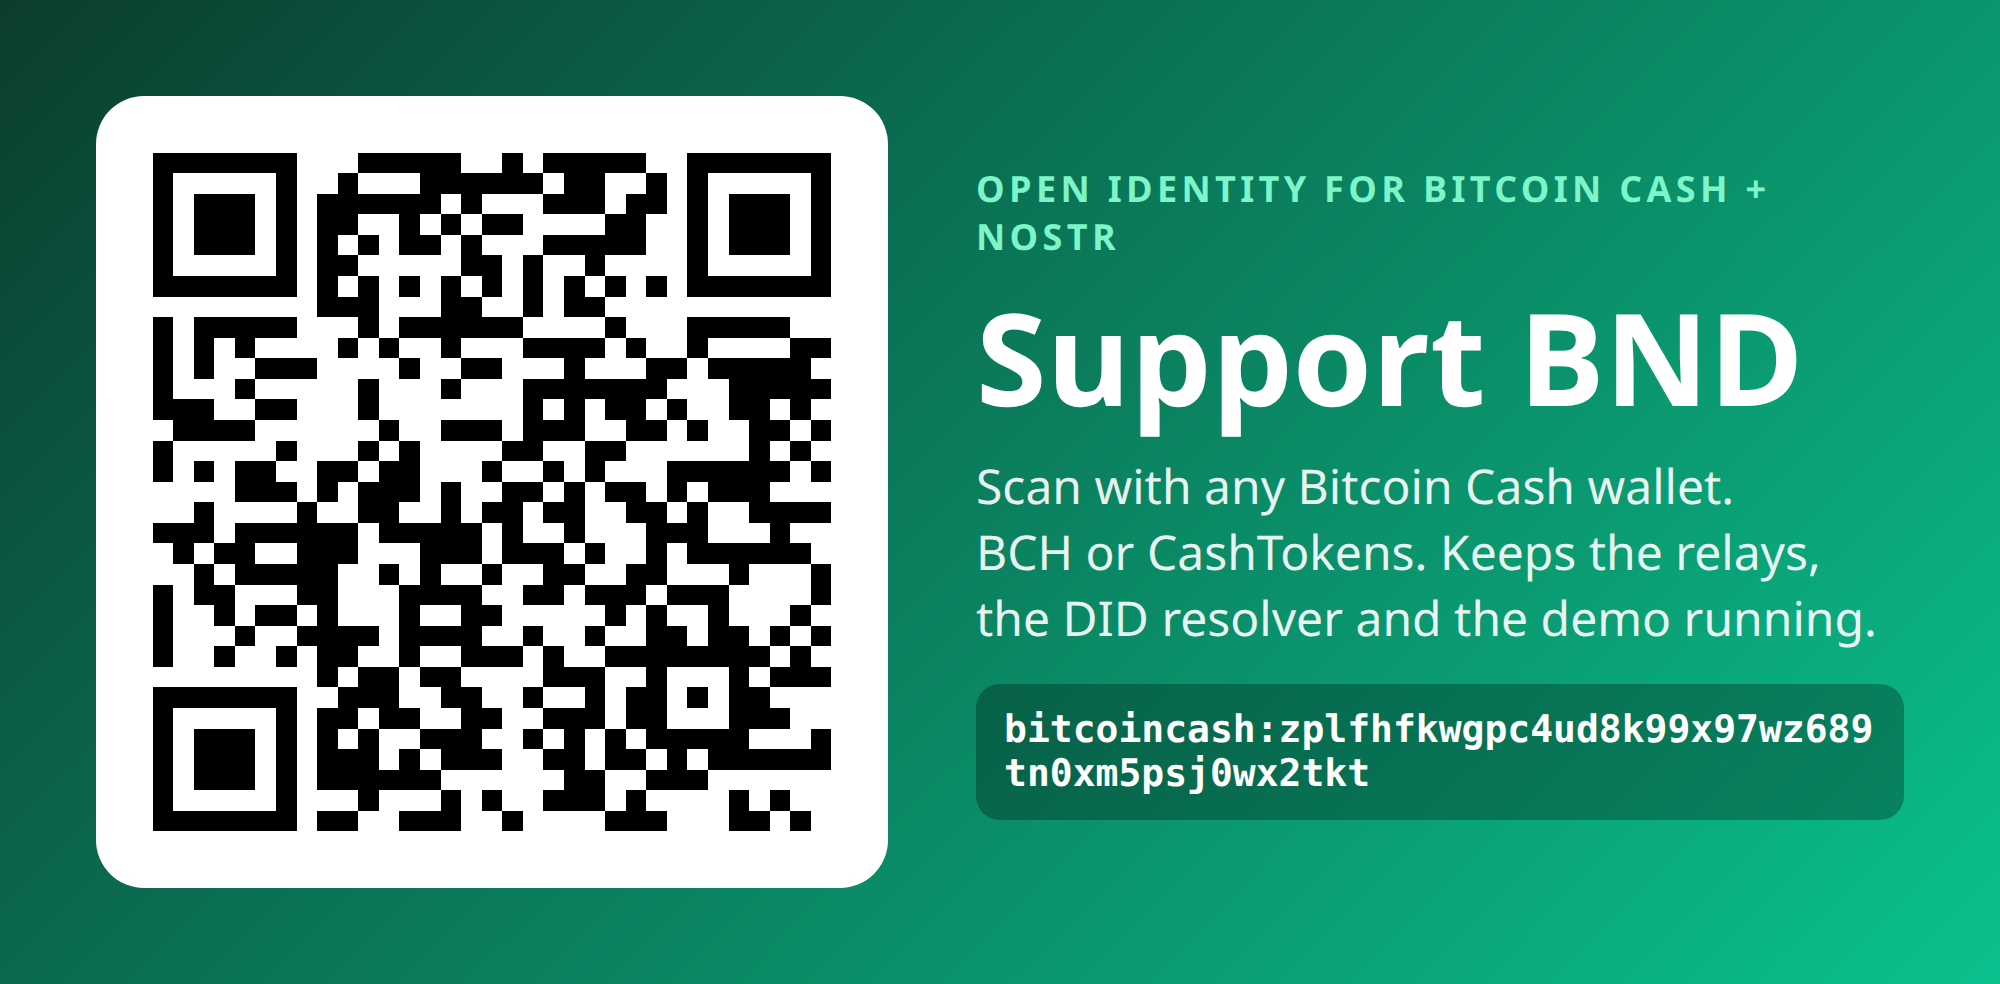 OPEN IDENTITY FOR BITCOIN CASH +
NOSTR
Support BND
Scan with any Bitcoin Cash wallet.
BCH or CashTokens. Keeps the relays,
the DID resolver and the demo running.
bitcoincash:zplfhfkwgpc4ud8k99x97wz689
tn0xm5psj0wx2tkt